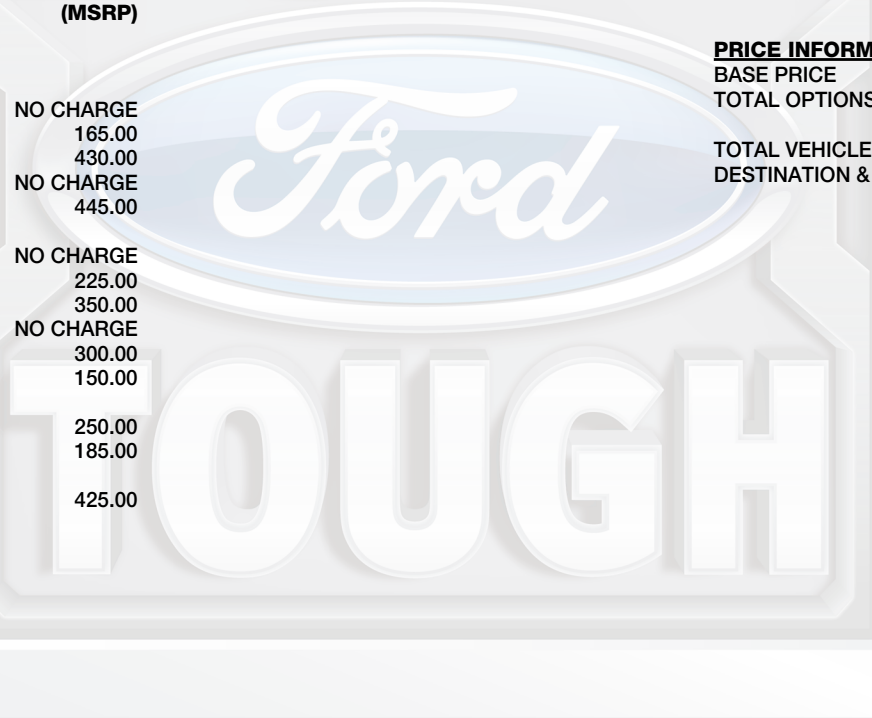 (MSRP)
NO CHARGE
165.00
430.00
NO CHARGE
445.00
NO CHARGE
225.00
350.00
NO CHARGE
300.00
150.00
250.00
185.00
425.00
PRICE INFORM
BASE PRICE
TOTAL OPTIONS
TOTAL VEHICLE
DESTINATION &
Ford
TOUGH